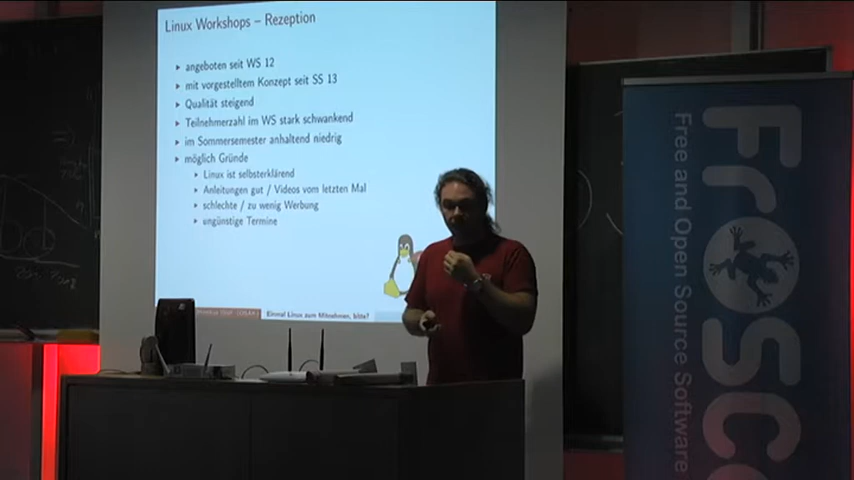 Linux Workshops – Rezeption
angeboten seit WS 12
mit vorgestelltem Konzept seit SS 13
Qualität steigend
Teilnehmerzahl im WS stark schwankend
im Sommersemester anhaltend niedrig
möglich Gründe
Linux ist selbsterklärend
Anleitungen gut / Videos vom letzten Mal
schlechte / zu wenig Werbung
ungünstige Termine
Einmal Linux zum Mitnehmen, bitte?
FrOSCo
Free and Open Source Software